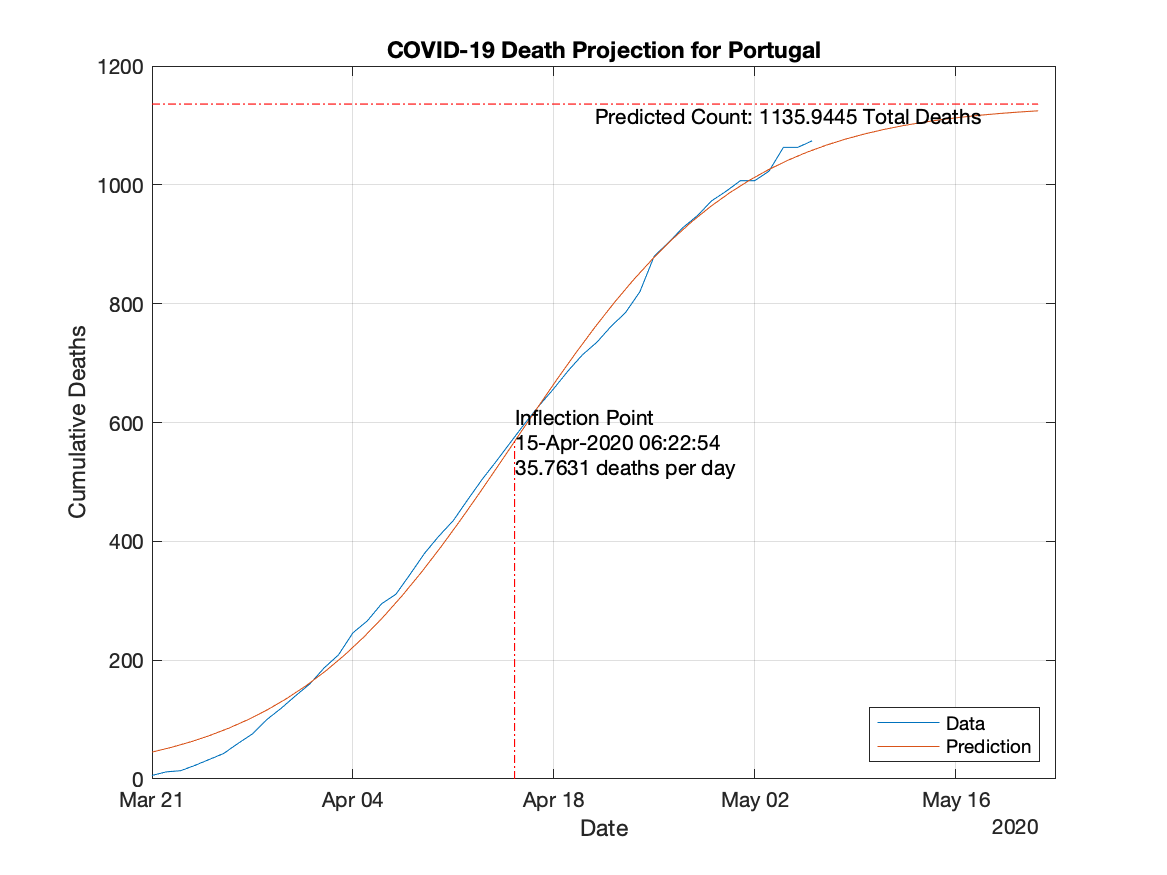 COVID-19 Death Projection for Portugal
1200
1000
800
600
400
200
0
Cumulative Deaths
Predicted Count: 1135.9445 Total Deaths
Inflection Point
15-Apr-2020 06:22:54
35.7631 deaths per day
Data
Prediction
Mar 21
Apr 04
Apr 18
May 02
May 16
Date
2020